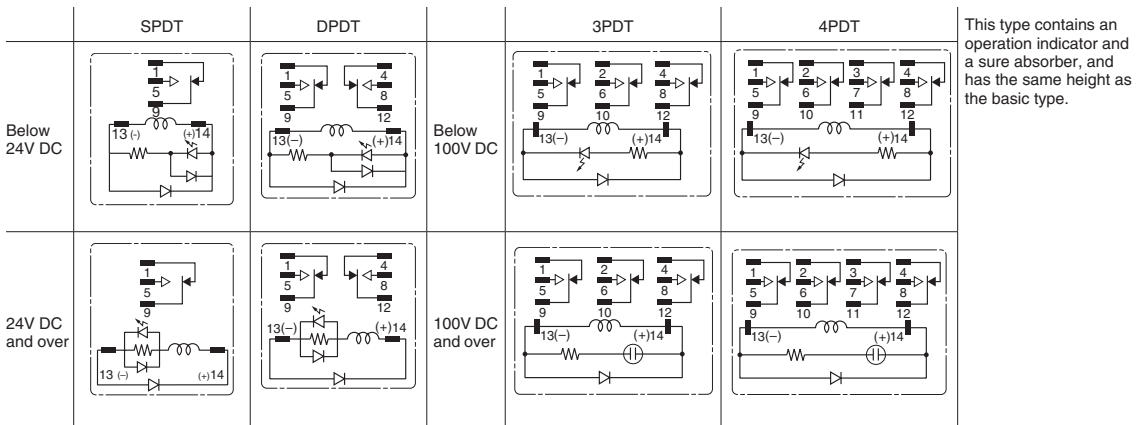 SPDT DPDT 3PDT 4PDT
This type contains an
operation indicator and
a sure absorber, and
has the same height as
the basic type.
Below
24V DC
1
5
9
13 (-) (+)14
1 4
5 8
9 12
13(−) (+)14
Below
100V DC
1 2 4
5 6 8
9 10 12
13(−) (+)14
1 2 3 4
5 6 7 8
9 10 11 12
13(−) (+)14
24V DC
and over
1
5
9
13 (-) (+)14
1 4
5 8
9 12
13(−) (+)14
100V DC
and over
1 2 4
5 6 8
9 10 12
13(−) (+)14
1 2 3 4
5 6 7 8
9 10 11 12
13(−) (+)14